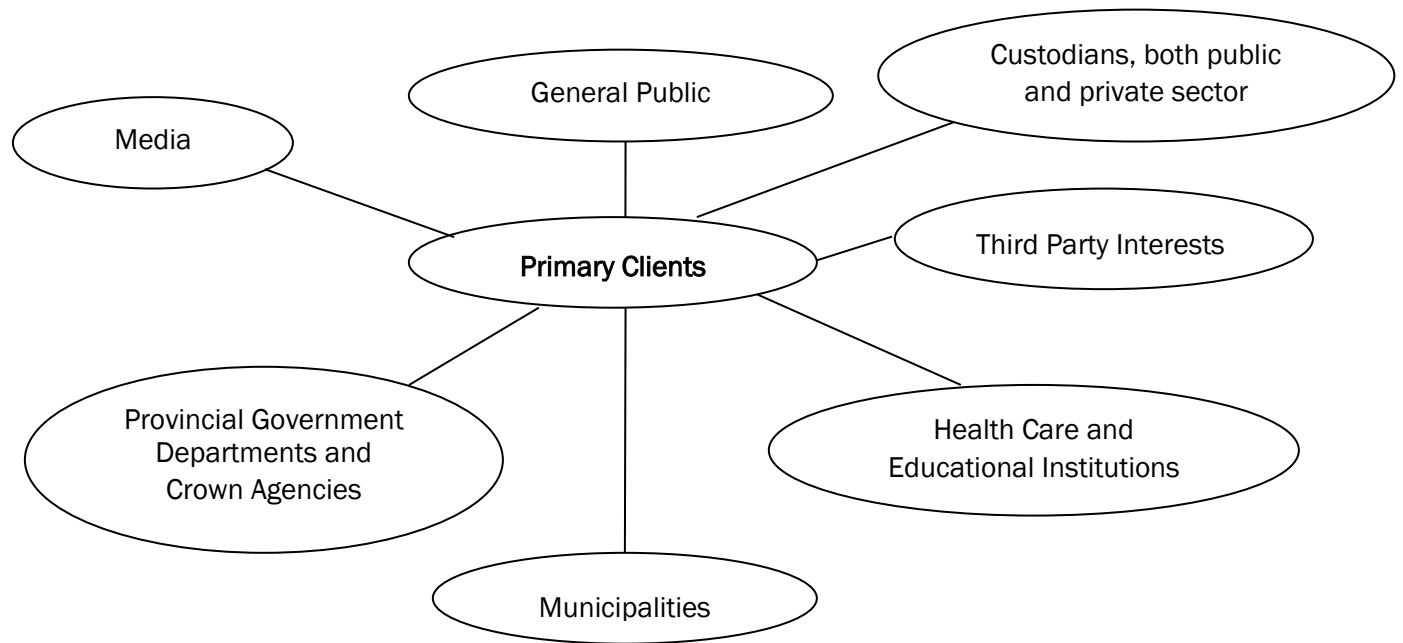 Custodians, both public
and private sector
General Public
Media
Third Party Interests
Primary Clients
Provincial Government
Departments and
Crown Agencies
Health Care and
Educational Institutions
Municipalities